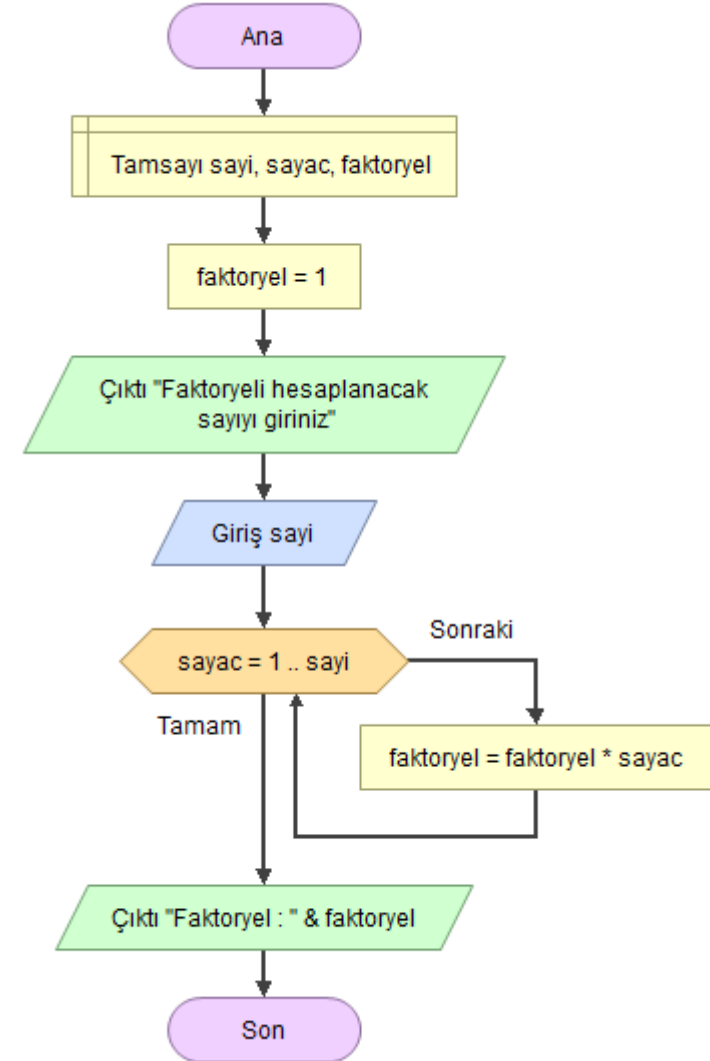 Ana
Tamsayı sayi, sayac, faktoryel
faktoryel = 1
Çıktı "Faktoryeli hesaplanacak
sayıyı giriniz"
Giriş sayi
sayac = 1 .. sayi
Sonraki
Tamam
faktoryel = faktoryel * sayac
Çıktı "Faktoryel : " & faktoryel
Son